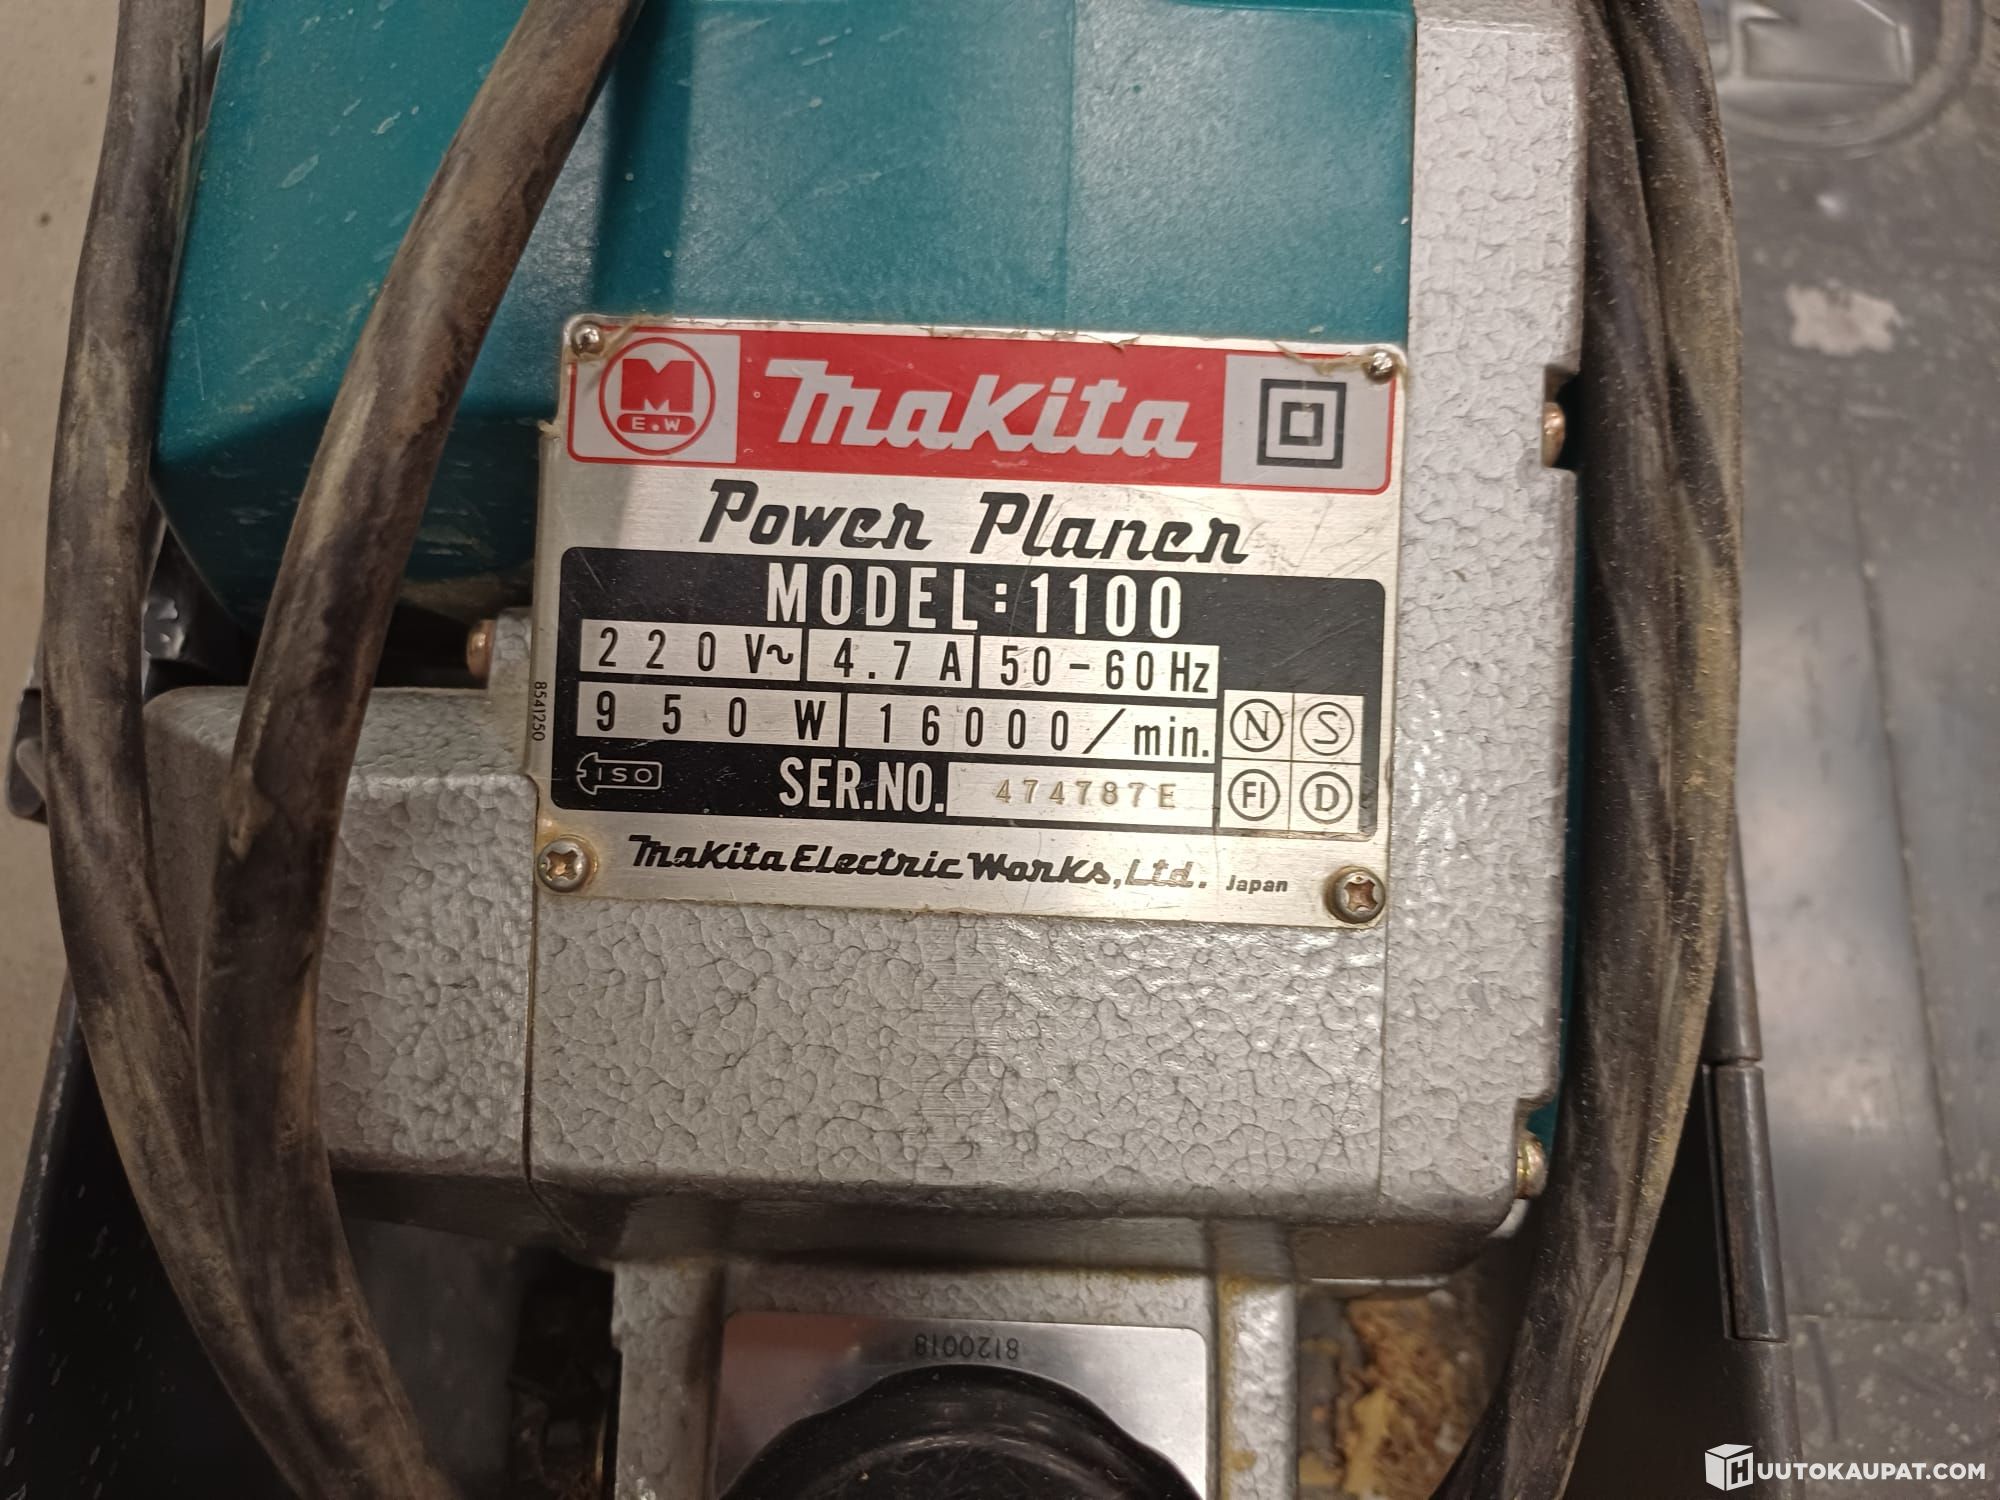 M
E.W
Makita
Power Planer
MODEL:1100
220V~ 4.7A 50-60Hz
950W 16000/min.
N S
ISO
SER.NO. 474787E
FI D
Makita Electric Works, Ltd. Japan
8541250
8120018
HUUTOKAUPAT.COM